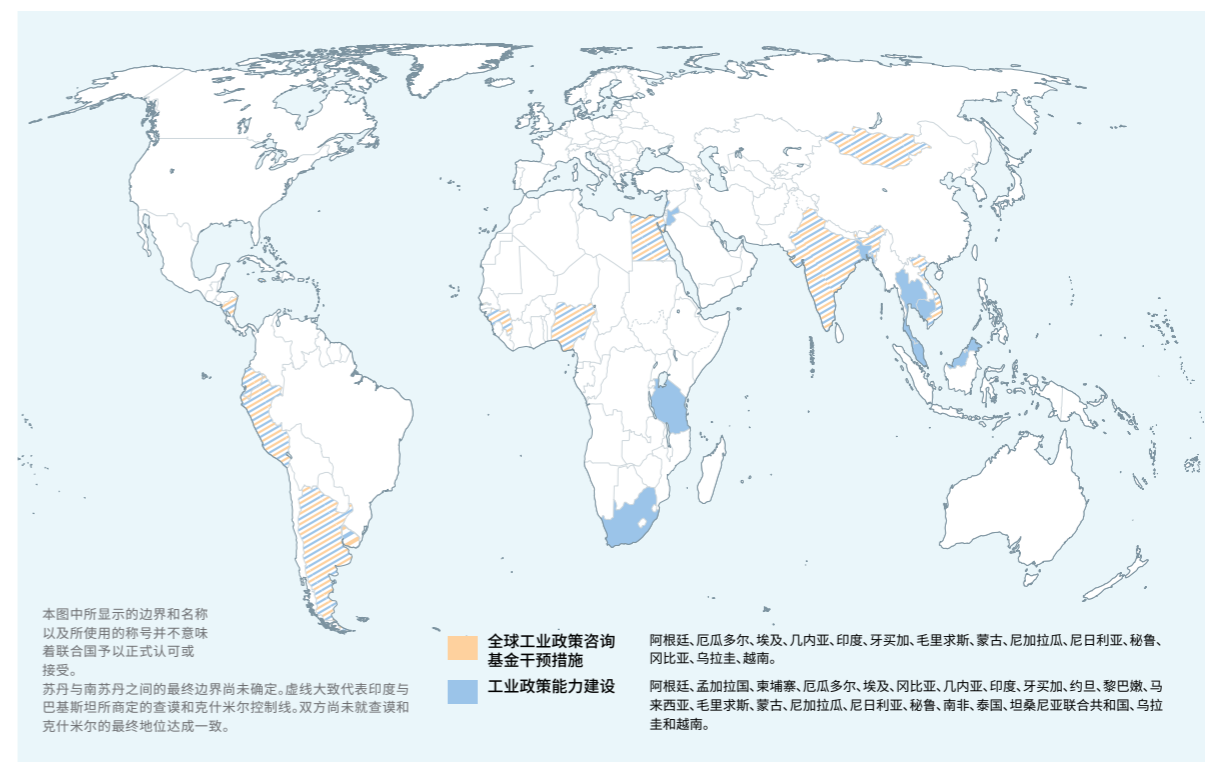 本图中所显示的边界和名称
以及所使用的称号并不意味
着联合国予以正式认可或
接受。
苏丹与南苏丹之间的最终边界尚未确定。虚线大致代表印度与
巴基斯坦所商定的查谟和克什米尔控制线。双方尚未就查谟和
克什米尔的最终地位达成一致。
全球工业政策咨询
基金干预措施
阿根廷、厄瓜多尔、埃及、几内亚、印度、牙买加、毛里求斯、蒙古、尼加拉瓜、尼日利亚、秘鲁、
冈比亚、乌拉圭、越南。
工业政策能力建设
阿根廷、孟加拉国、柬埔寨、厄瓜多尔、埃及、冈比亚、几内亚、印度、牙买加、约旦、黎巴嫩、马
来西亚、毛里求斯、蒙古、尼加拉瓜、尼日利亚、秘鲁、南非、泰国、坦桑尼亚联合共和国、乌拉
圭和越南。